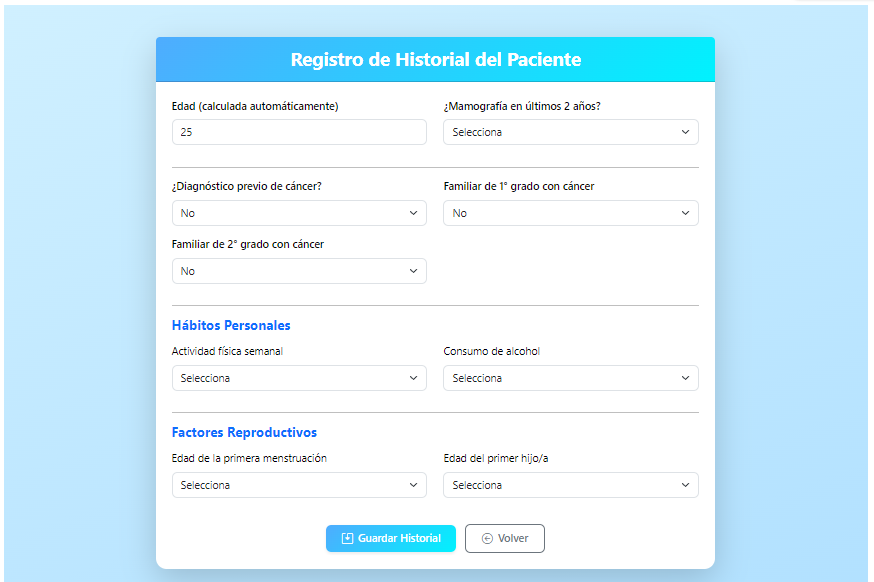 Registro de Historial del Paciente
Edad (calculada automáticamente) ¿Mamografía en últimos 2 años?
25 Selecciona
¿Diagnóstico previo de cáncer? Familiar de 1° grado con cáncer
No No
Familiar de 2° grado con cáncer
No
Hábitos Personales
Actividad física semanal Consumo de alcohol
Selecciona Selecciona
Factores Reproductivos
Edad de la primera menstruación Edad del primer hijo/a
Selecciona Selecciona
Guardar Historial Volver